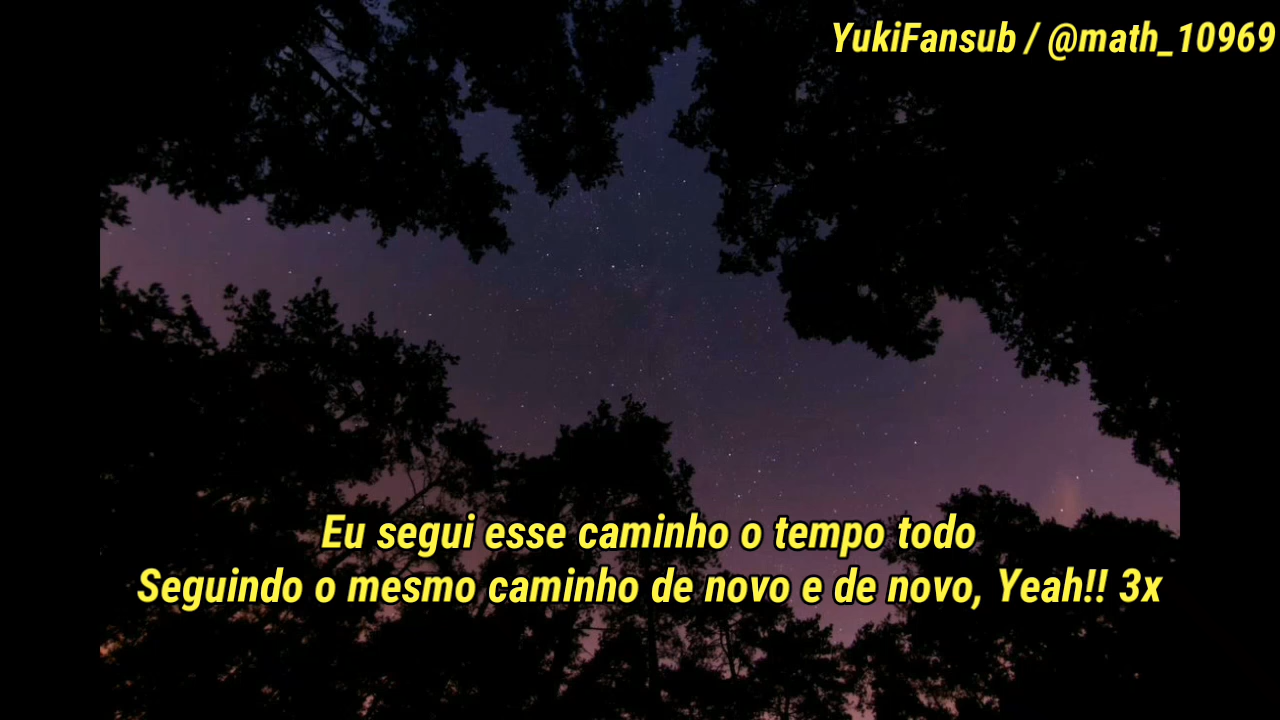 YukiFansub / @math_10969
Eu segui esse caminho o tempo todo
Seguindo o mesmo caminho de novo e de novo, Yeah!! 3x